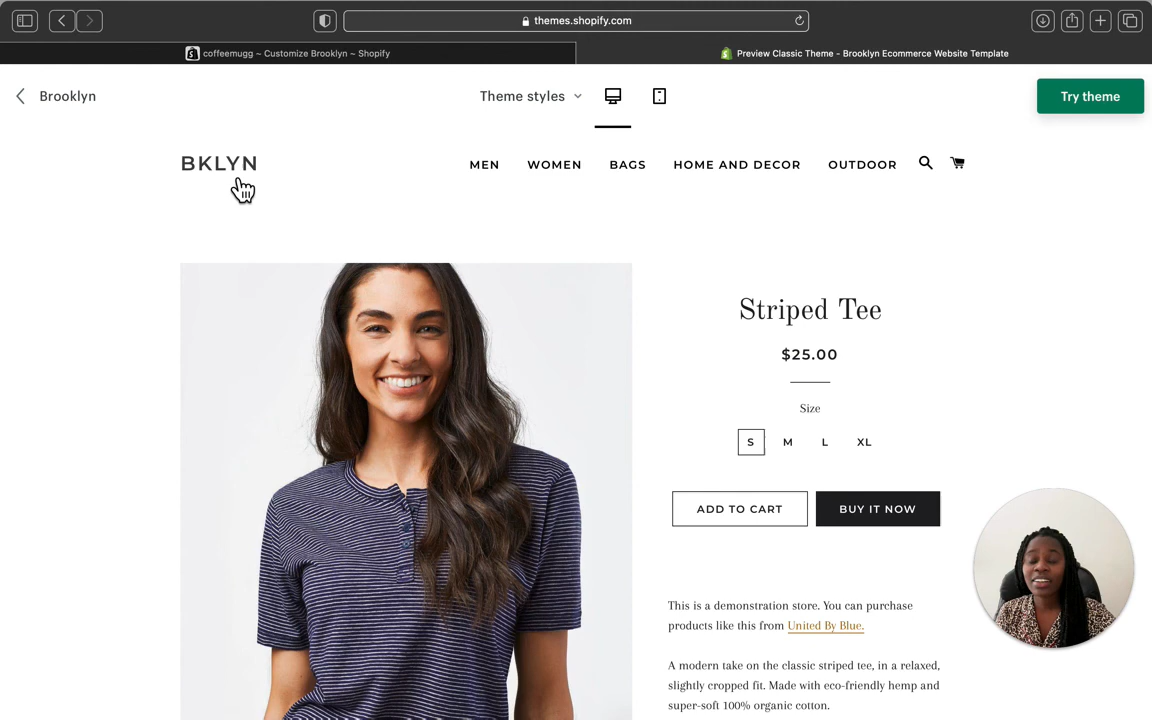 themes.shopify.com
coffeemugg ~ Customize Brooklyn ~ Shopify
Preview Classic Theme - Brooklyn Ecommerce Website Template
Brooklyn
Theme styles
Try theme
BKLYN
MEN
WOMEN
BAGS
HOME AND DECOR
OUTDOOR
Striped Tee
$25.00
Size
S
M
L
XL
ADD TO CART
BUY IT NOW
This is a demonstration store. You can purchase
products like this from United By Blue.
A modern take on the classic striped tee, in a relaxed,
slightly cropped fit. Made with eco-friendly hemp and
super-soft 100% organic cotton.